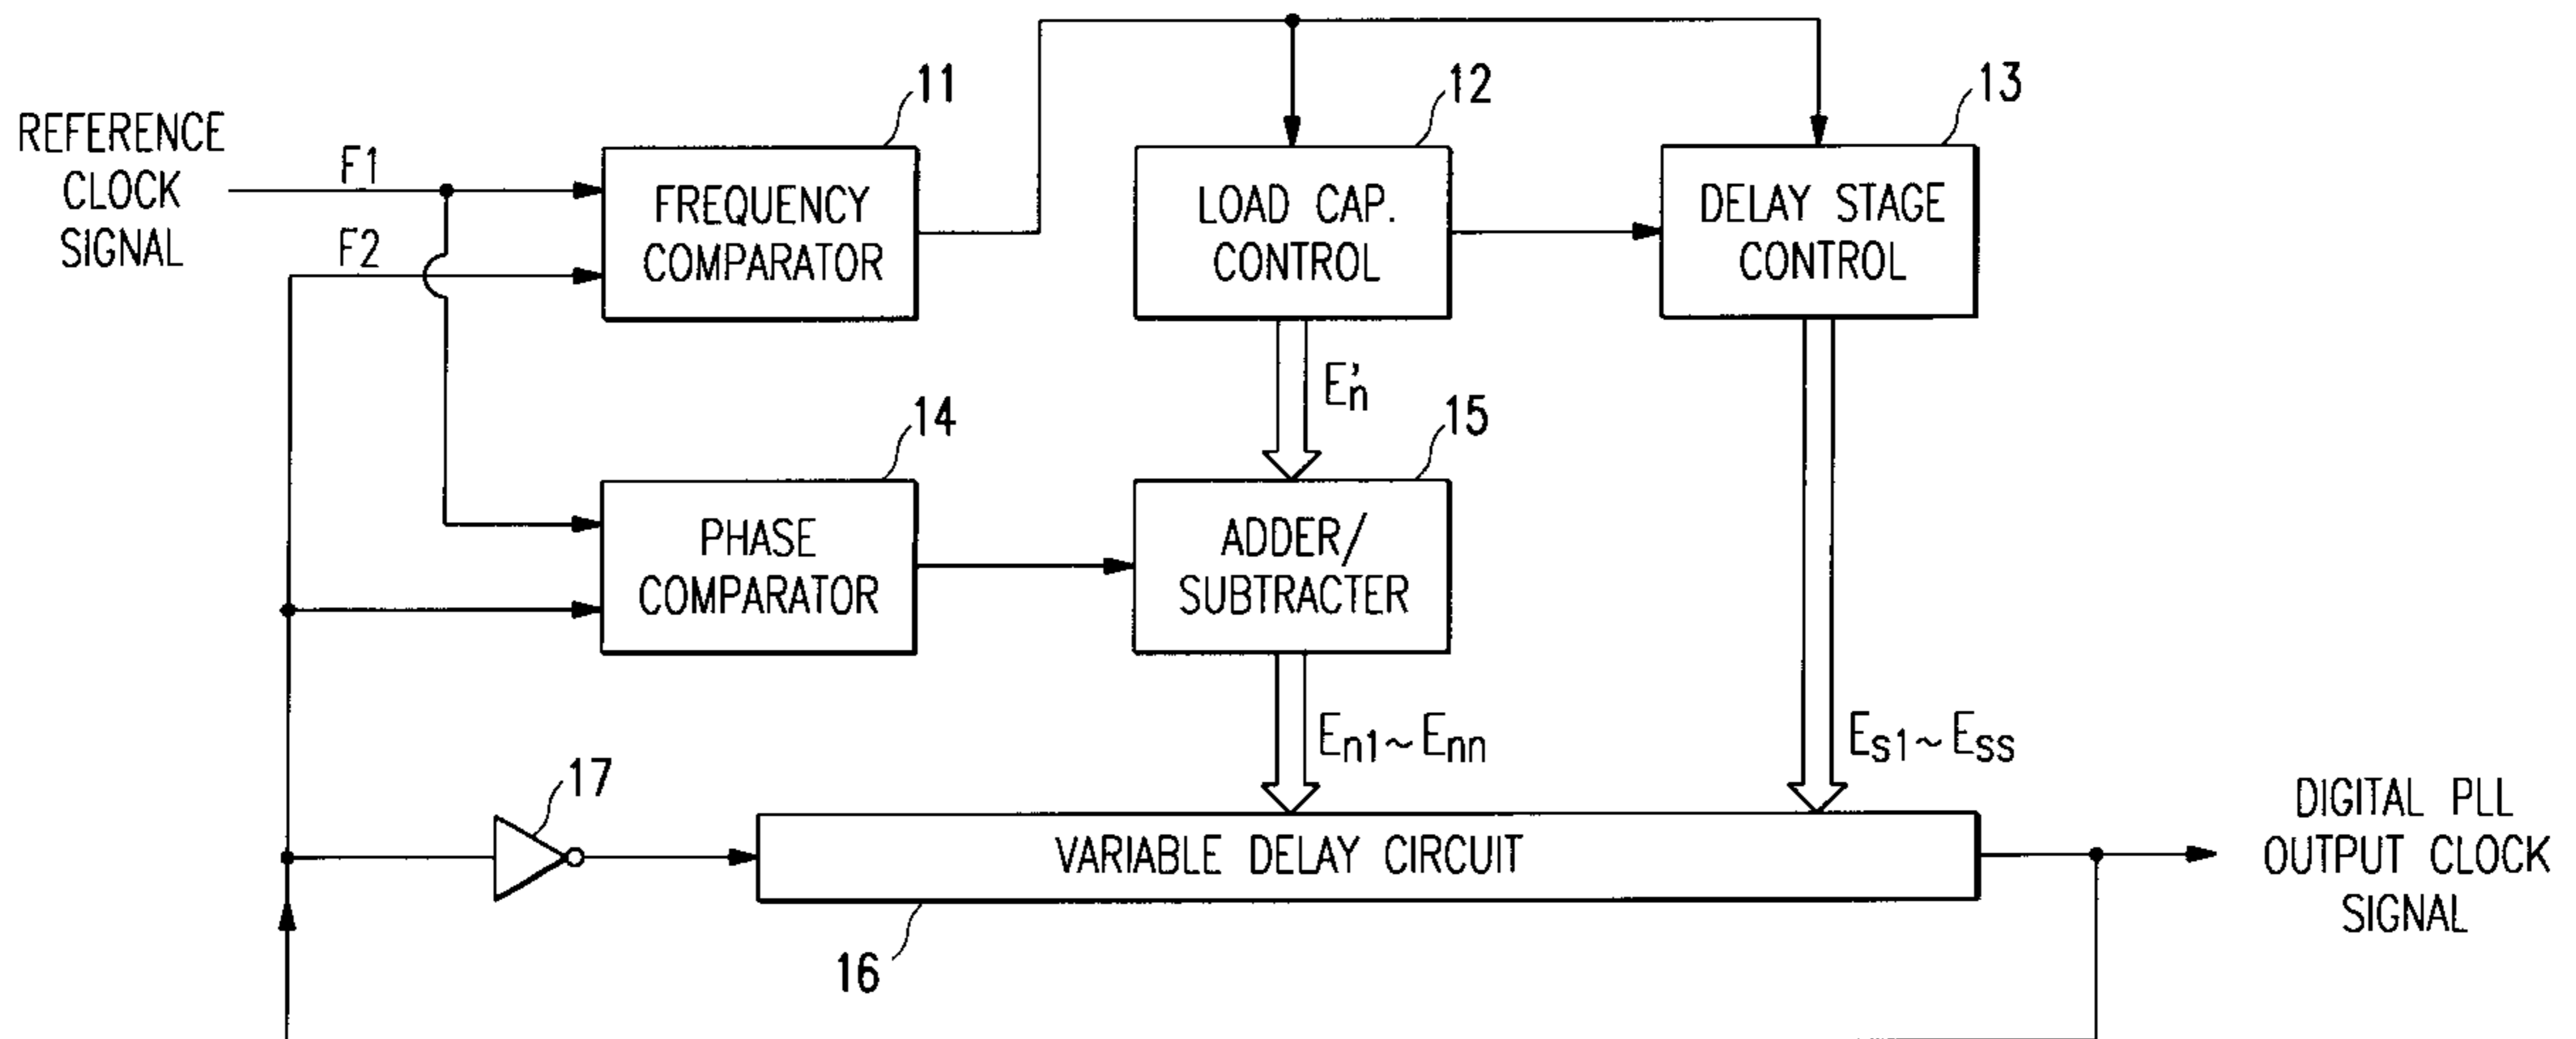 REFERENCE
CLOCK
SIGNAL
F1
F2
11
FREQUENCY
COMPARATOR
12
LOAD CAP.
CONTROL
13
DELAY STAGE
CONTROL
E'n
14
PHASE
COMPARATOR
15
ADDER/
SUBTRACTER
En1~Enn
Es1~Ess
17
VARIABLE DELAY CIRCUIT
16
DIGITAL PLL
OUTPUT CLOCK
SIGNAL